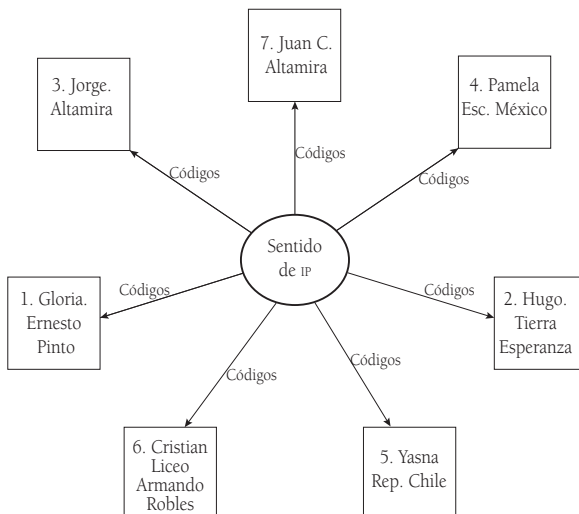 7. Juan C.
Altamira
3. Jorge.
Altamira
4. Pamela
Esc. México
Códigos
Códigos
Códigos
Sentido
de IP
1. Gloria.
Ernesto
Pinto
Códigos
Códigos
2. Hugo.
Tierra
Esperanza
Códigos
Códigos
6. Cristian
Liceo
Armando
Robles
5. Yasna
Rep. Chile